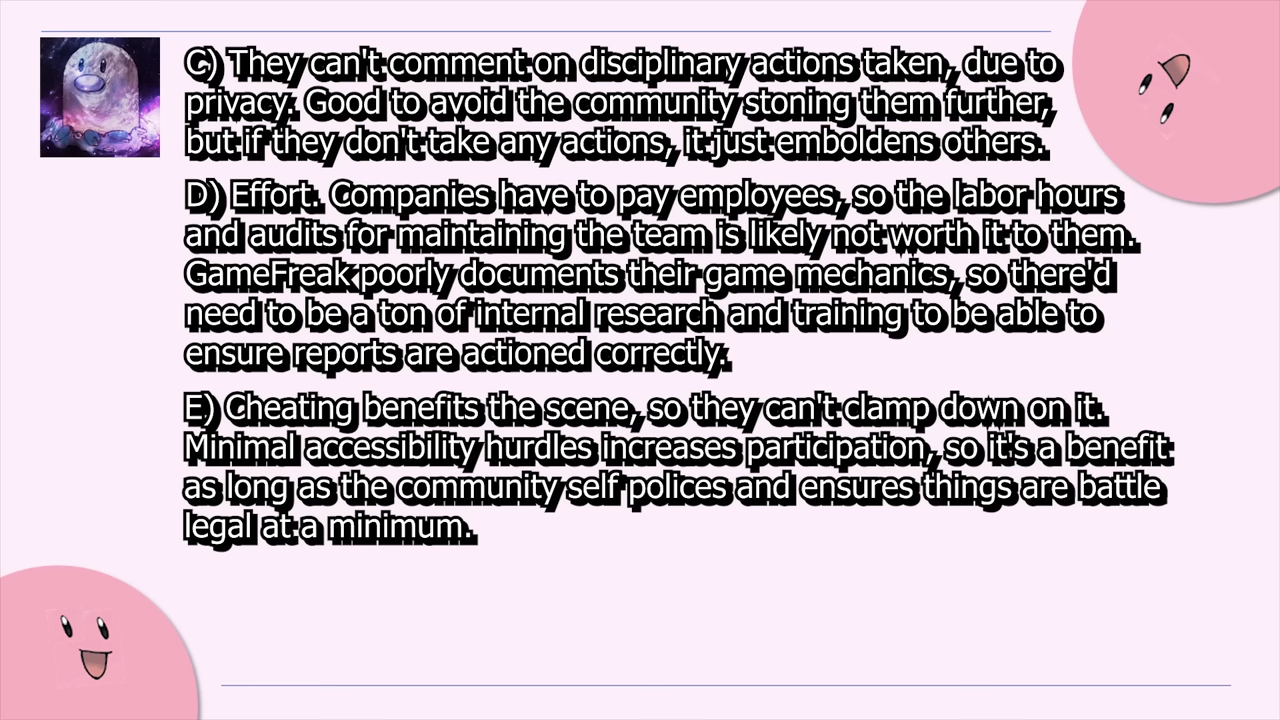 C) They can't comment on disciplinary actions taken, due to
privacy. Good to avoid the community stoning them further,
but if they don't take any actions, it just emboldens others.
D) Effort. Companies have to pay employees, so the labor hours
and audits for maintaining the team is likely not worth it to them.
GameFreak poorly documents their game mechanics, so there'd
need to be a ton of internal research and training to be able to
ensure reports are actioned correctly.
E) Cheating benefits the scene, so they can't clamp down on it.
Minimal accessibility hurdles increases participation, so it's a benefit
as long as the community self polices and ensures things are battle
legal at a minimum.